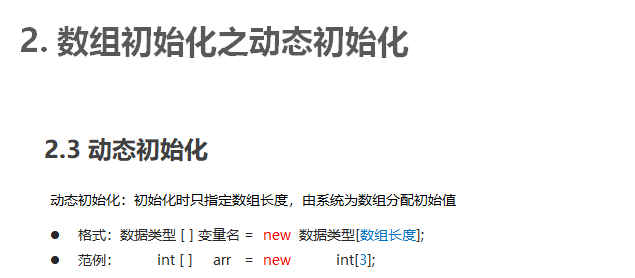 2. 数组初始化之动态初始化
2.3 动态初始化
动态初始化：初始化时只指定数组长度，由系统为数组分配初始值
● 格式：数据类型 [ ] 变量名 = new 数据类型[数组长度];
● 范例： int [ ] arr = new int[3];